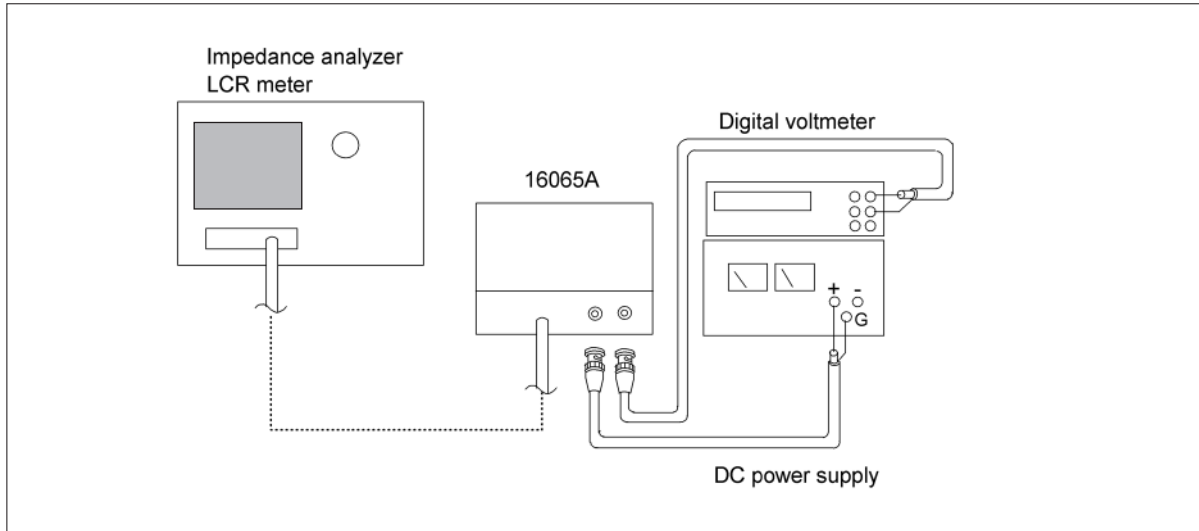 Impedance analyzer
LCR meter
Digital voltmeter
16065A
+ -
G
DC power supply